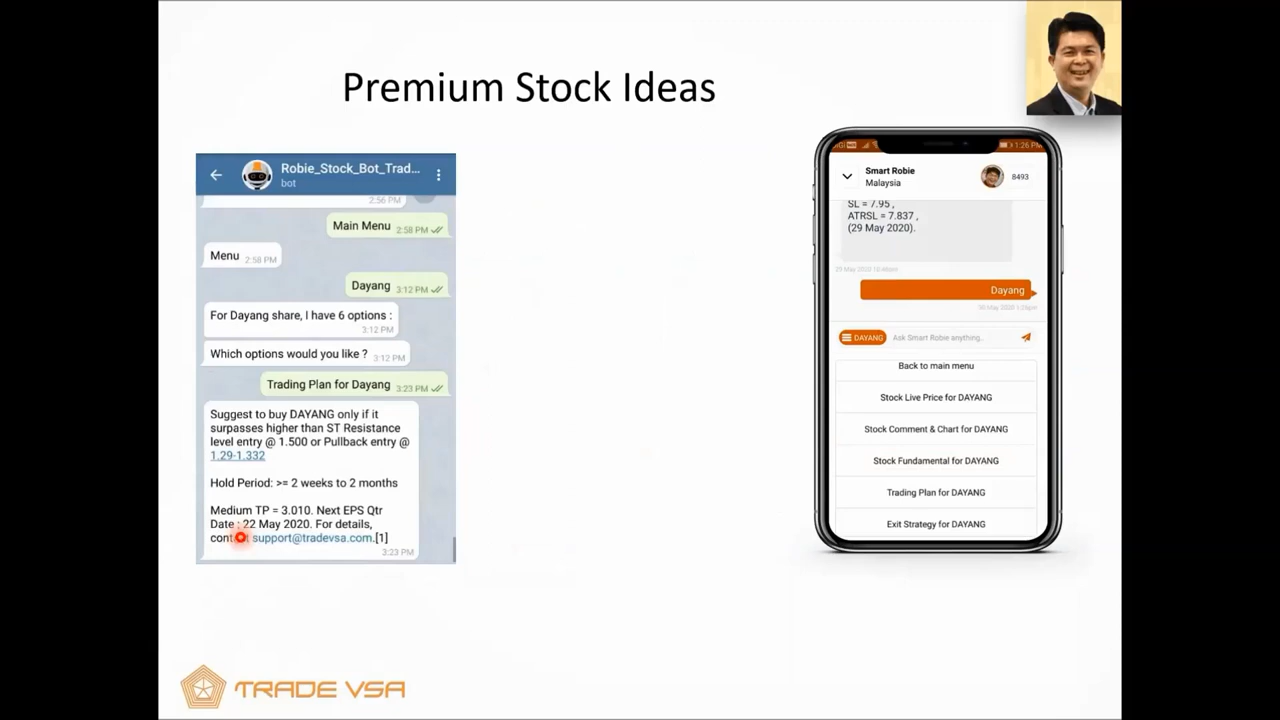 Premium Stock Ideas
Robie_Stock_Bot_Trad...
bot
2:56 PM
Main Menu 2:58 PM
Menu 2:58 PM
Dayang 3:12 PM
For Dayang share, I have 6 options :
3:12 PM
Which options would you like ? 3:12 PM
Trading Plan for Dayang 3:23 PM
Suggest to buy DAYANG only if it
surpasses higher than ST Resistance
level entry @ 1.500 or Pullback entry @
1.29-1.332
Hold Period: >= 2 weeks to 2 months
Medium TP = 3.010. Next EPS Qtr
Date : 22 May 2020. For details,
support@tradevsa.com.[1]
3:23 PM
1:26 PM
Smart Robie
Malaysia
8493
SL = 7.95 ,
ATRSL = 7.837 ,
(29 May 2020).
Dayang
DAYANG Ask Smart Robie anything..
Back to main menu
Stock Live Price for DAYANG
Stock Comment & Chart for DAYANG
Stock Fundamental for DAYANG
Trading Plan for DAYANG
Exit Strategy for DAYANG
TRADE VSA